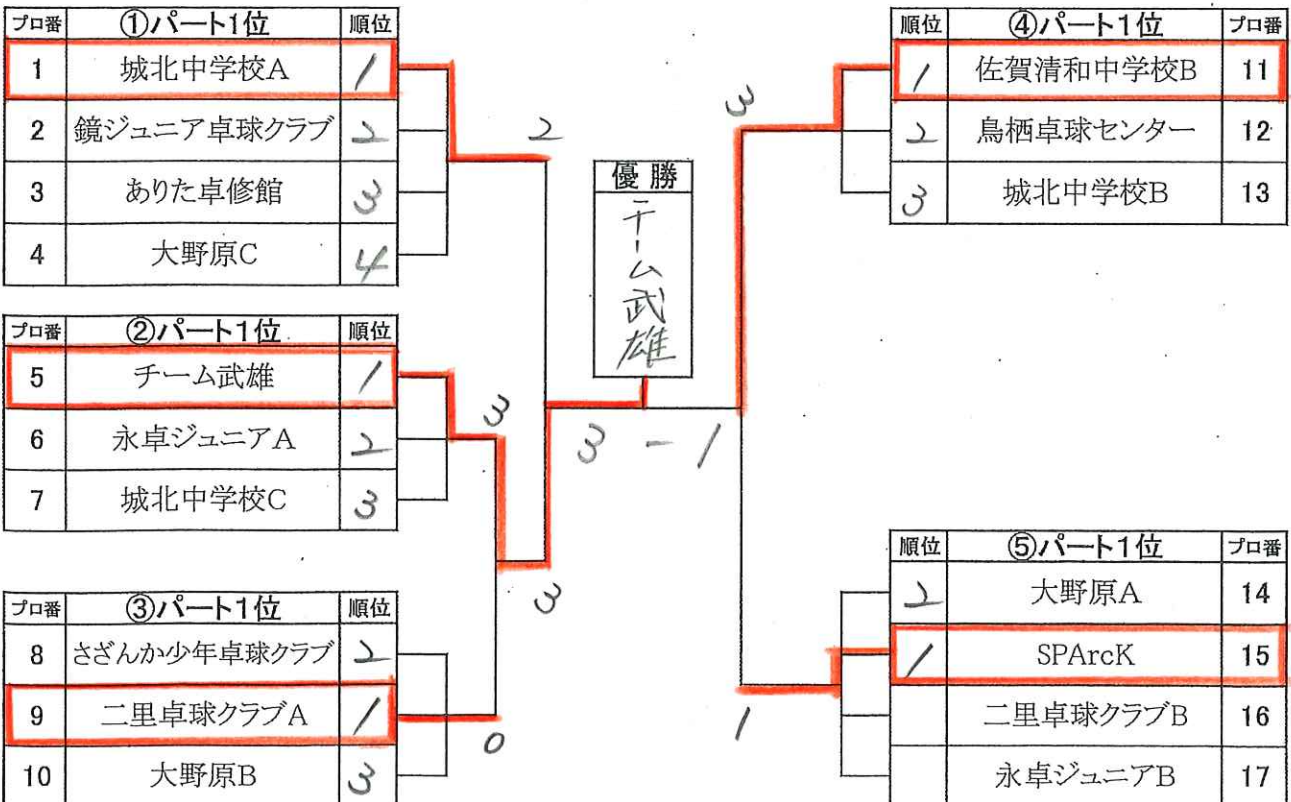 プロ番 ①パート1位 順位
1 城北中学校A 1
2 鏡ジュニア卓球クラブ 2
3 ありた卓修館 3
4 大野原C 4
プロ番 ②パート1位 順位
5 チーム武雄 1
6 永卓ジュニアA 2
7 城北中学校C 3
プロ番 ③パート1位 順位
8 さざんか少年卓球クラブ 2
9 二里卓球クラブA 1
10 大野原B 3
2
3
0
3
優勝
チーム武雄
3 - 1
3
1
順位 ④パート1位 プロ番
1 佐賀清和中学校B 11
2 鳥栖卓球センター 12
3 城北中学校B 13
順位 ⑤パート1位 プロ番
2 大野原A 14
1 SPArcK 15
二里卓球クラブB 16
永卓ジュニアB 17